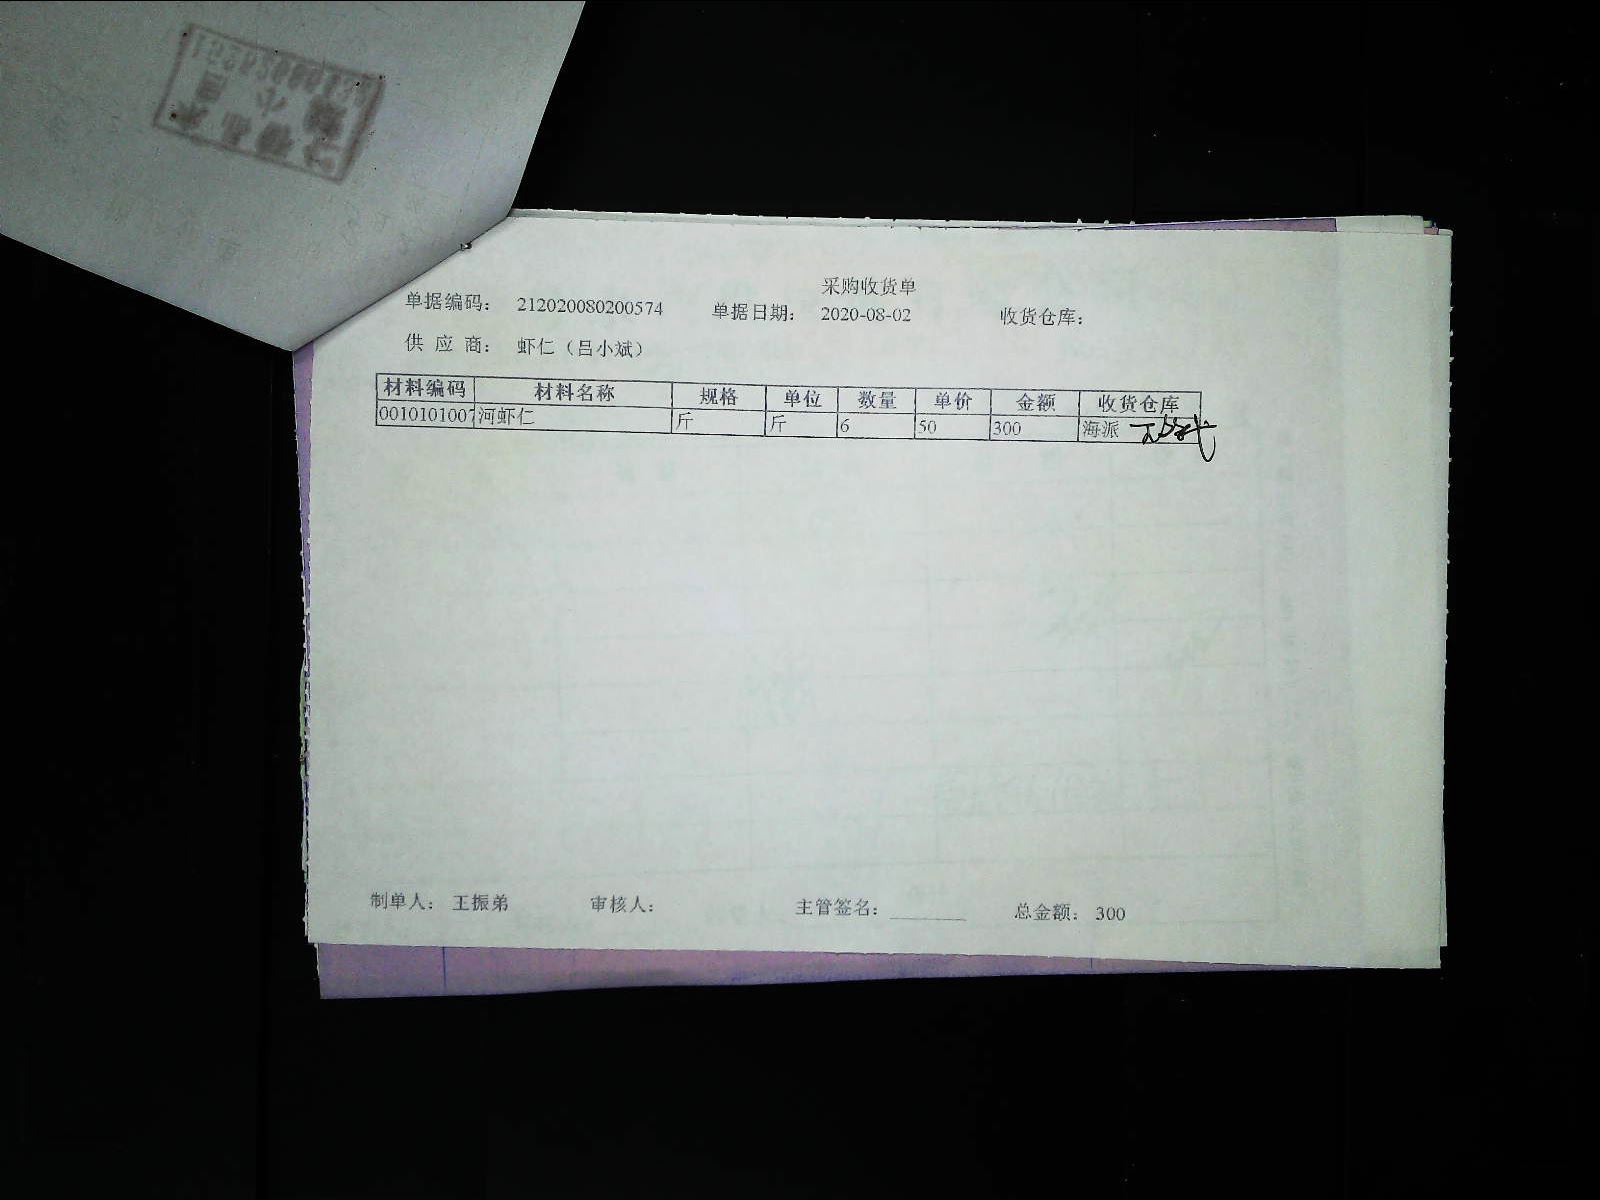 采购收货单
单据编码： 212020080200574 单据日期： 2020-08-02 收货仓库：
供 应 商： 虾仁（吕小斌）
材料编码 材料名称 规格 单位 数量 单价 金额 收货仓库
0010101007 河虾仁 斤 斤 6 50 300 海派
制单人： 王振弟 审核人： 主管签名： ________ 总金额： 300